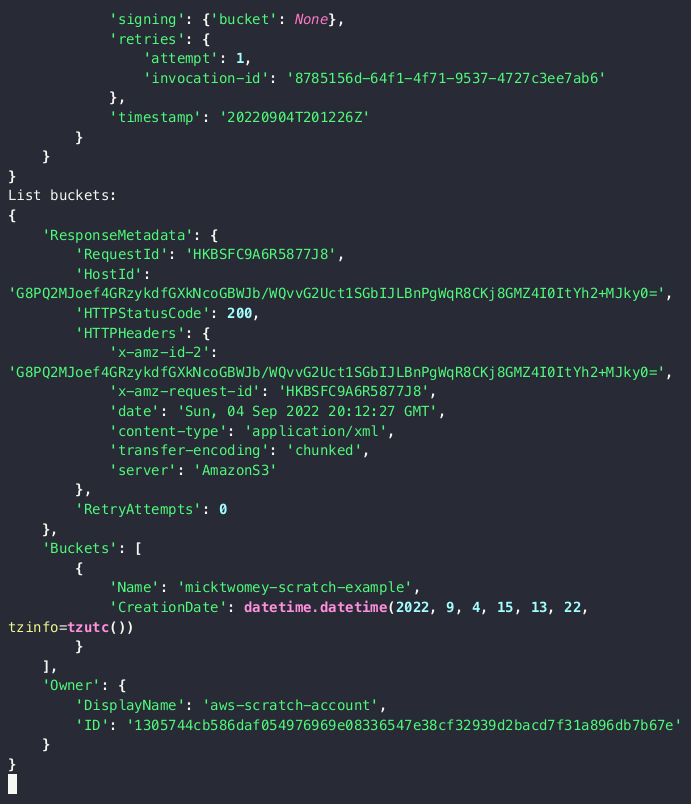 'signing': {'bucket': None},
'retries': {
'attempt': 1,
'invocation-id': '8785156d-64f1-4f71-9537-4727c3ee7ab6'
},
'timestamp': '20220904T201226Z'
}
}
}
List buckets:
{
'ResponseMetadata': {
'RequestId': 'HKBSFC9A6R5877J8',
'HostId':
'G8PQ2MJoef4GRzykdfGXkNcoGBWJb/WQvvG2Uct1SGbIJLBnPgWqR8CKj8GMZ4I0ItYh2+MJky0=',
'HTTPStatusCode': 200,
'HTTPHeaders': {
'x-amz-id-2':
'G8PQ2MJoef4GRzykdfGXkNcoGBWJb/WQvvG2Uct1SGbIJLBnPgWqR8CKj8GMZ4I0ItYh2+MJky0=',
'x-amz-request-id': 'HKBSFC9A6R5877J8',
'date': 'Sun, 04 Sep 2022 20:12:27 GMT',
'content-type': 'application/xml',
'transfer-encoding': 'chunked',
'server': 'AmazonS3'
},
'RetryAttempts': 0
},
'Buckets': [
{
'Name': 'micktwomey-scratch-example',
'CreationDate': datetime.datetime(2022, 9, 4, 15, 13, 22,
tzinfo=tzutc())
}
],
'Owner': {
'DisplayName': 'aws-scratch-account',
'ID': '1305744cb586daf054976969e08336547e38cf32939d2bacd7f31a896db7b67e'
}
}